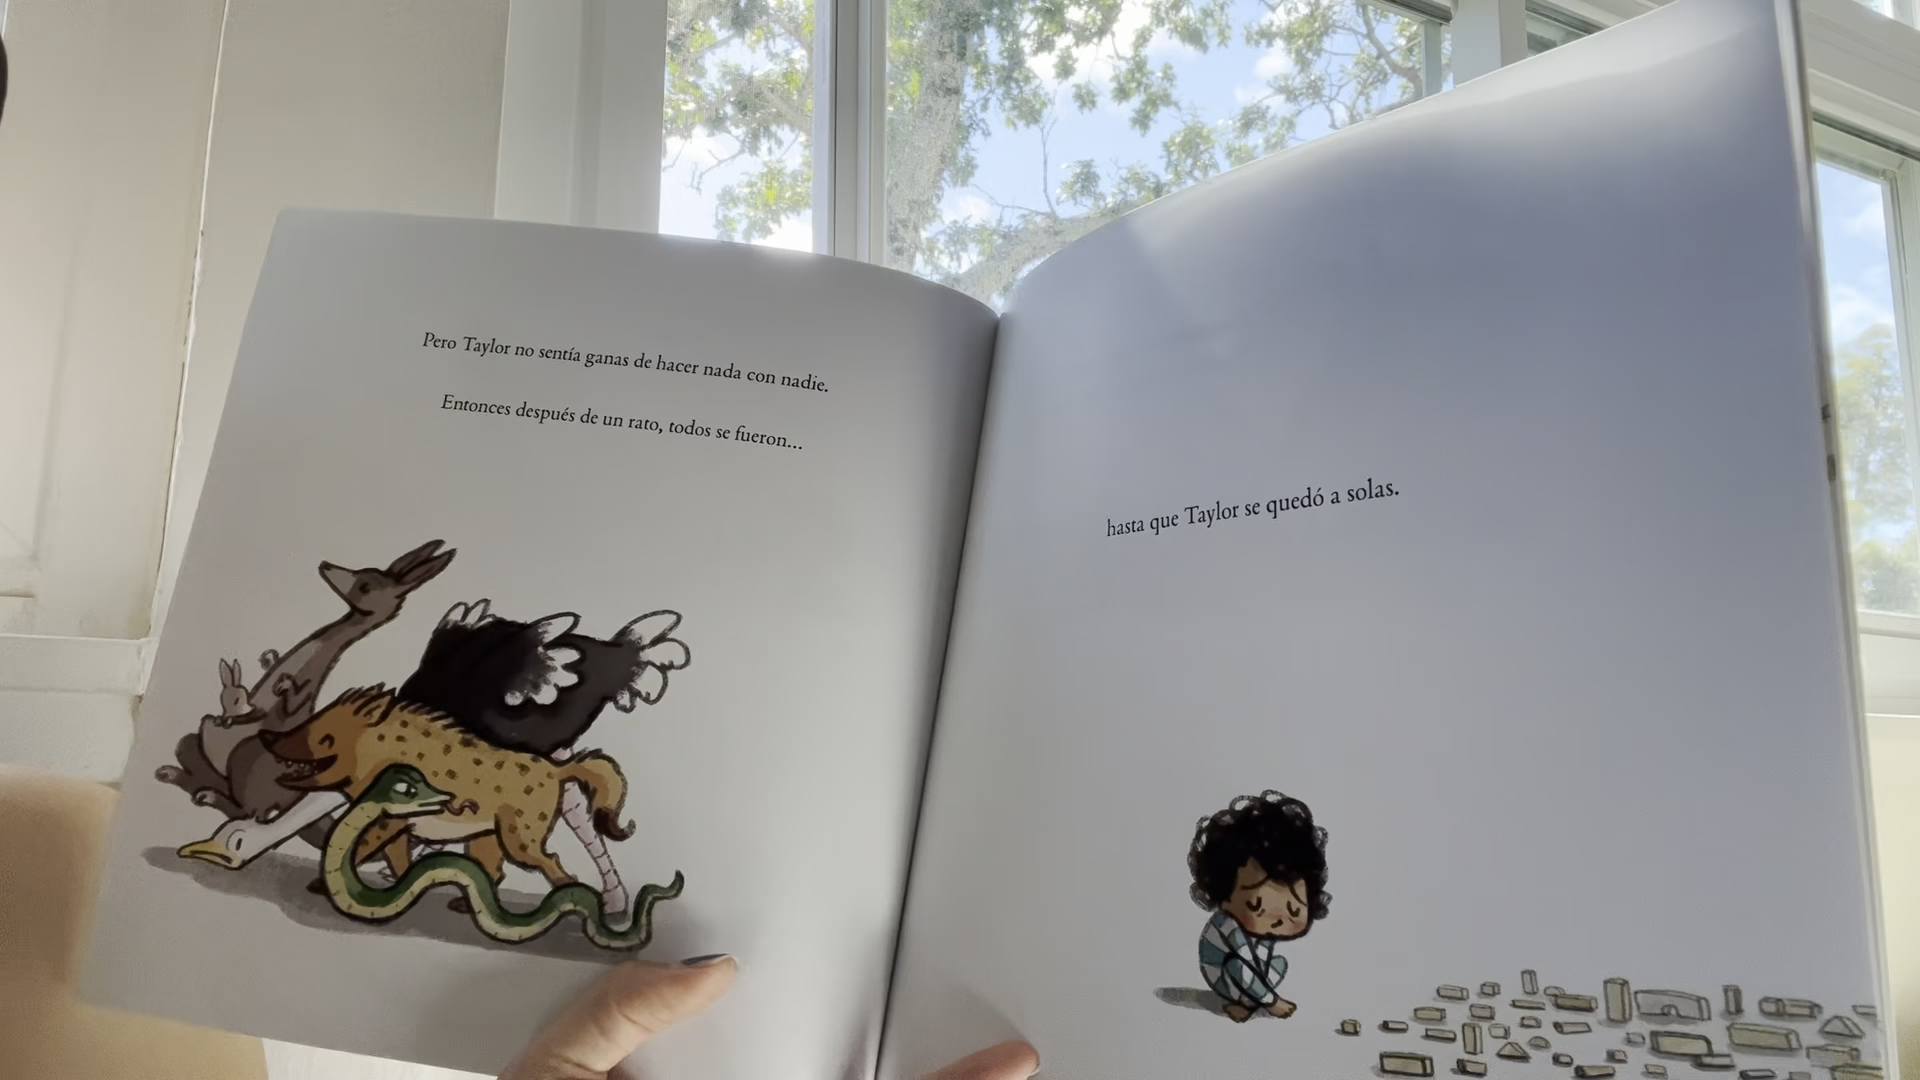 Pero Taylor no sentía ganas de hacer nada con nadie.
Entonces después de un rato, todos se fueron...
hasta que Taylor se quedó a solas.